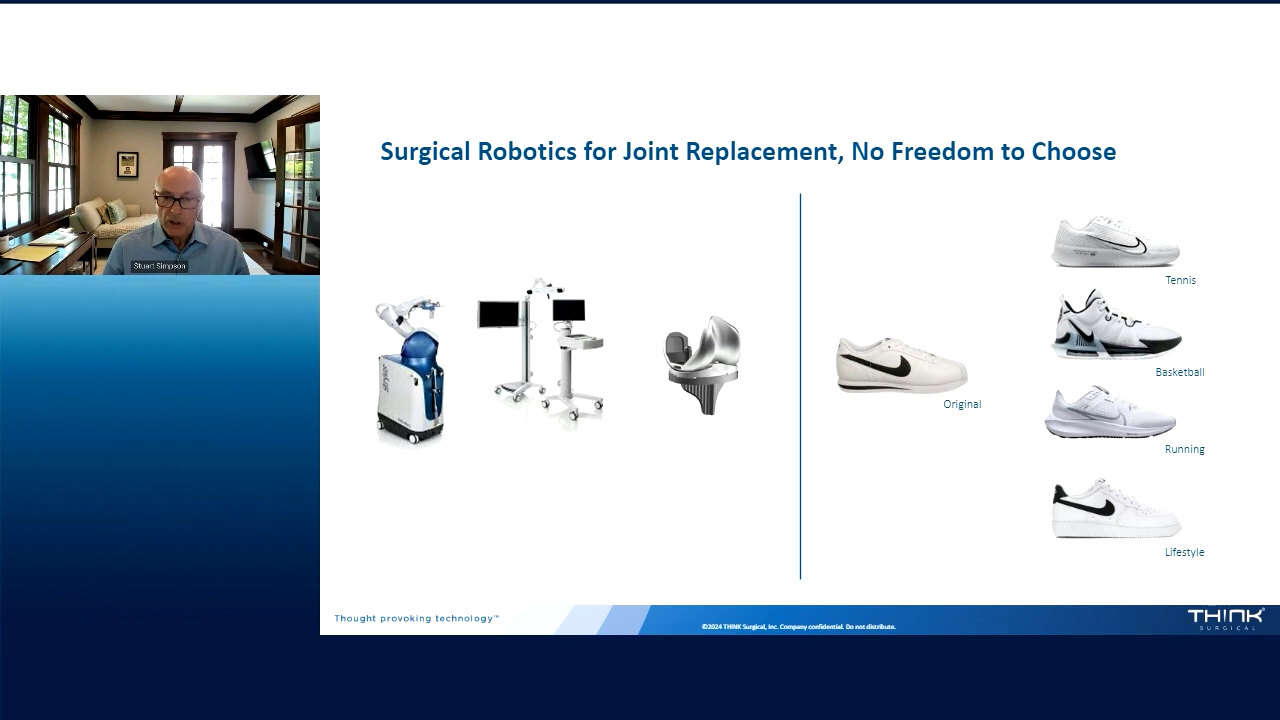 Surgical Robotics for Joint Replacement, No Freedom to Choose
Stuart Simpson
Tennis
Basketball
Original
Running
Lifestyle
Thought provoking technology™
©2024 THINK Surgical, Inc. Company confidential. Do not distribute.
THINK®
SURGICAL